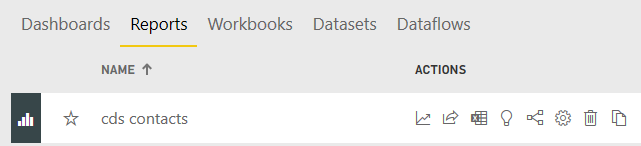 Dashboards Reports Workbooks Datasets Dataflows
NAME ACTIONS
cds contacts